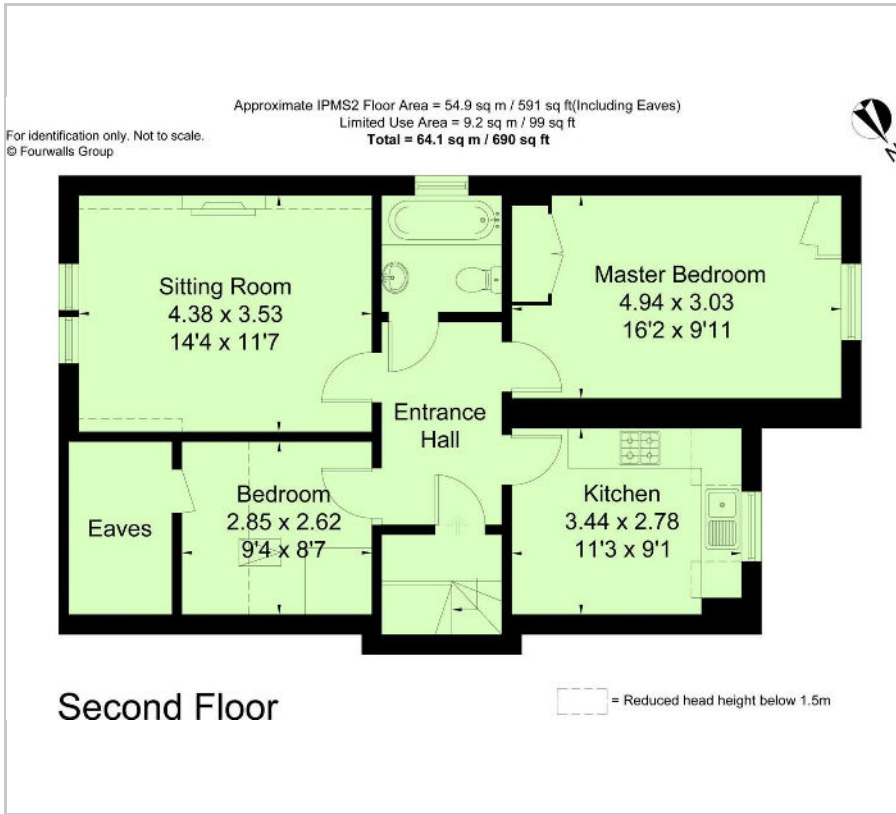 Approximate IPMS2 Floor Area = 54.9 sq m / 591 sq ft(Including Eaves)
Limited Use Area = 9.2 sq m / 99 sq ft
Total = 64.1 sq m / 690 sq ft
For identification only. Not to scale.
© Fourwalls Group
N
Sitting Room
4.38 x 3.53
14'4 x 11'7
Master Bedroom
4.94 x 3.03
16'2 x 9'11
Entrance
Hall
Eaves
Bedroom
2.85 x 2.62
9'4 x 8'7
Kitchen
3.44 x 2.78
11'3 x 9'1
Second Floor
= Reduced head height below 1.5m